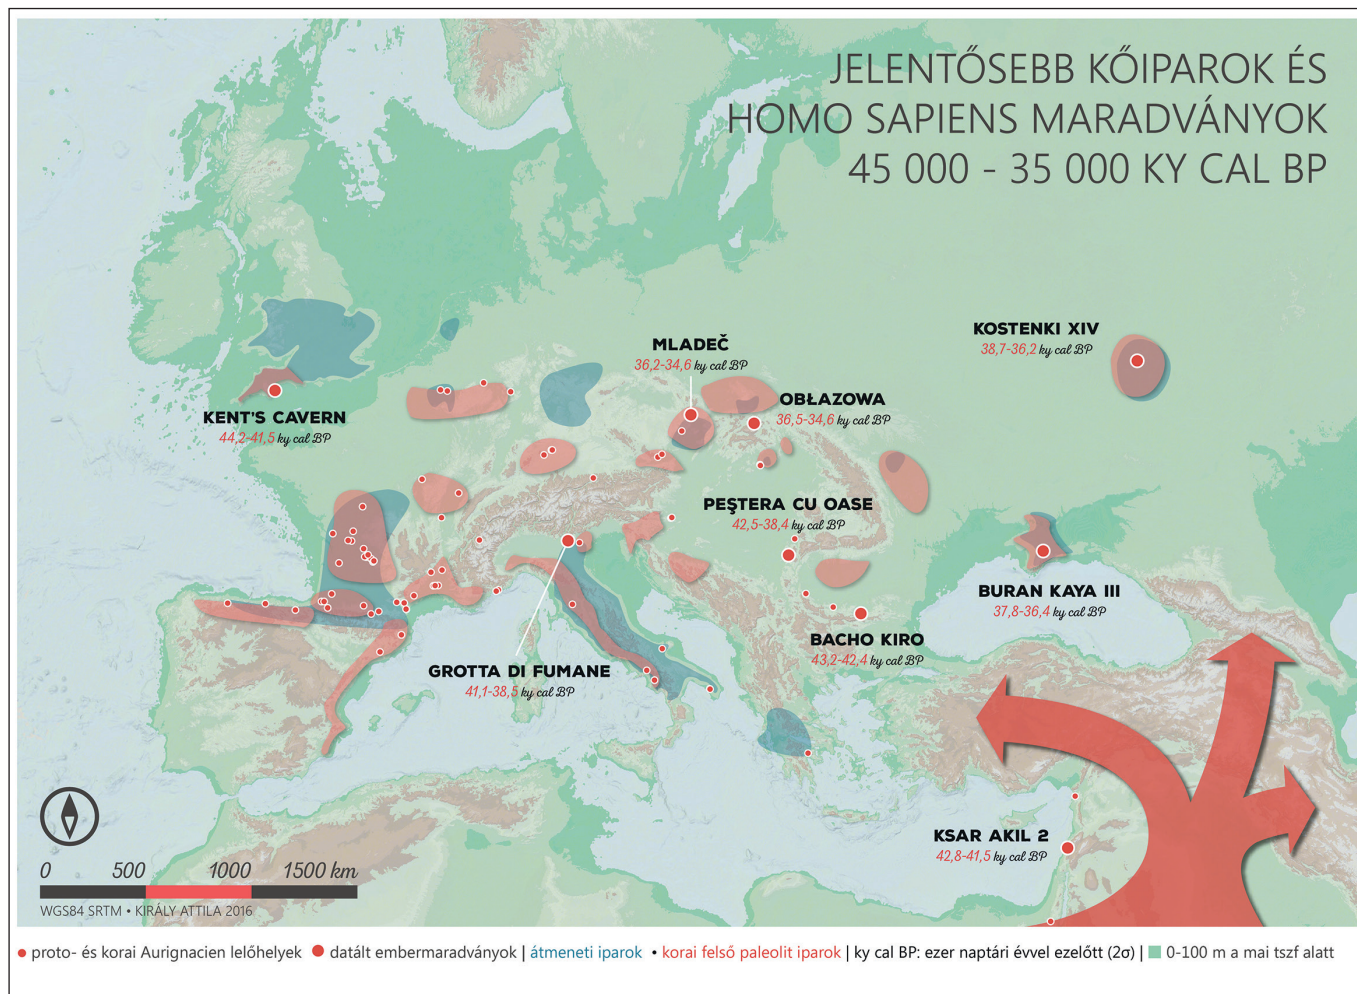 JELENTŐSEBB KŐIPAROK ÉS
HOMO SAPIENS MARADVÁNYOK
45 000 - 35 000 KY CAL BP
KOSTENKI XIV
38,7-36,2 ky cal BP
MLADEČ
36,2-34,6 ky cal BP
OBŁAZOWA
36,5-34,6 ky cal BP
KENT'S CAVERN
44,2-41,5 ky cal BP
PEŞTERA CU OASE
42,5-38,4 ky cal BP
BURAN KAYA III
37,8-36,4 ky cal BP
BACHO KIRO
43,2-42,4 ky cal BP
GROTTA DI FUMANE
41,1-38,5 ky cal BP
KSAR AKIL 2
42,8-41,5 ky cal BP
0 500 1000 1500 km
WGS84 SRTM • KIRÁLY ATTILA 2016
proto- és korai Aurignacien lelőhelyek datált embermaradványok | átmeneti iparok • korai felső paleolit iparok | ky cal BP: ezer naptári évvel ezelőtt (2σ) | 0-100 m a mai tszf alatt